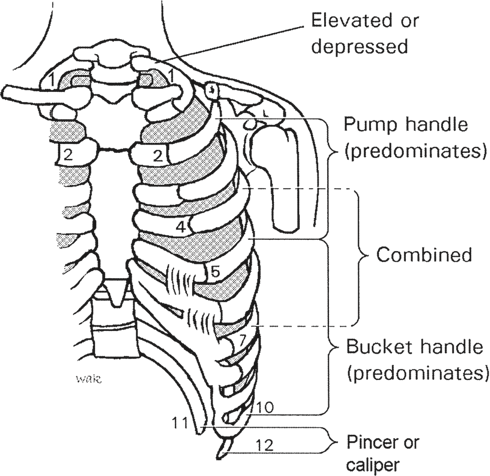 Elevated or
depressed
1
1
Pump handle
(predominates)
2
2
4
Combined
5
7
Bucket handle
(predominates)
10
11
12
Pincer or
caliper